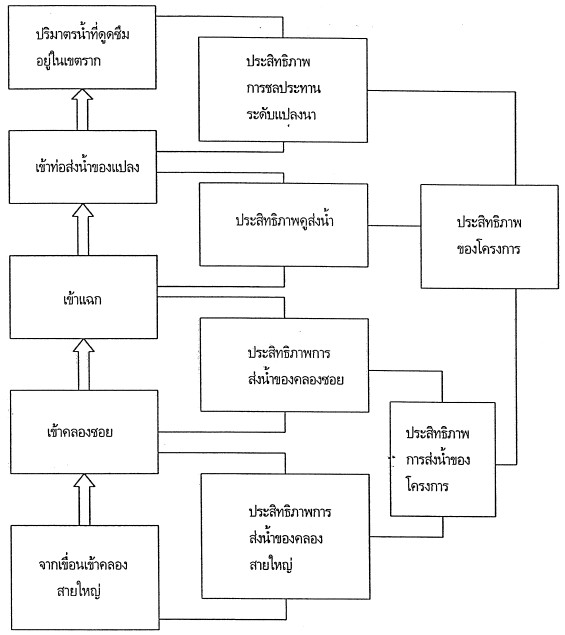 ปริมาตรน้ำที่ดูดซึม
อยู่ในเขตราก
ประสิทธิภาพ
การชลประทาน
ระดับแปลงนา
เข้าท่อส่งน้ำของแปลง
ประสิทธิภาพคูส่งน้ำ
ประสิทธิภาพ
ของโครงการ
เข้าแฉก
ประสิทธิภาพการ
ส่งน้ำของคลองซอย
เข้าคลองซอย
ประสิทธิภาพ
การส่งน้ำของ
โครงการ
ประสิทธิภาพการ
ส่งน้ำของคลอง
สายใหญ่
จากเขื่อนเข้าคลอง
สายใหญ่